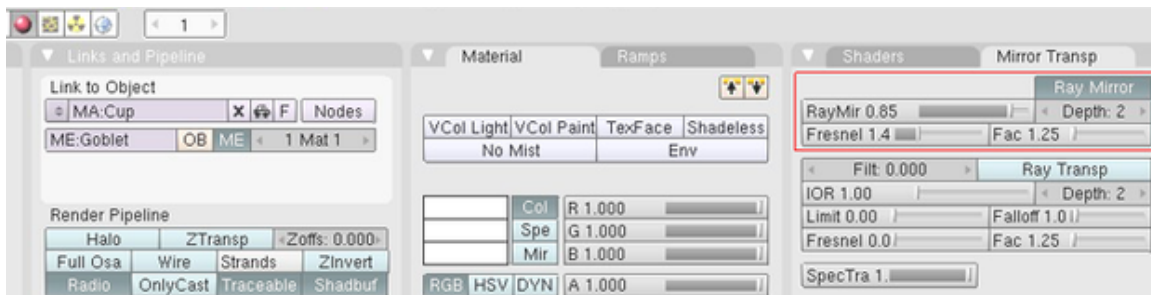 1
Links and Pipeline
Link to Object
MA:Cup
X
F
Nodes
ME:Goblet
OB
ME
1 Mat 1
Render Pipeline
Halo
ZTransp
Zoffs: 0.000
Full Osa
Wire
Strands
ZInvert
Radio
OnlyCast
Traceable
Shadbuf
Material
Ramps
VCol Light
VCol Paint
TexFace
Shadeless
No Mist
Env
Col
R 1.000
Spe
G 1.000
Mir
B 1.000
RGB
HSV
DYN
A 1.000
Shaders
Mirror Transp
Ray Mirror
RayMir 0.85
Depth: 2
Fresnel 1.4
Fac 1.25
Filt: 0.000
Ray Transp
IOR 1.00
Depth: 2
Limit 0.00
Falloff 1.0
Fresnel 0.0
Fac 1.25
SpecTra 1.